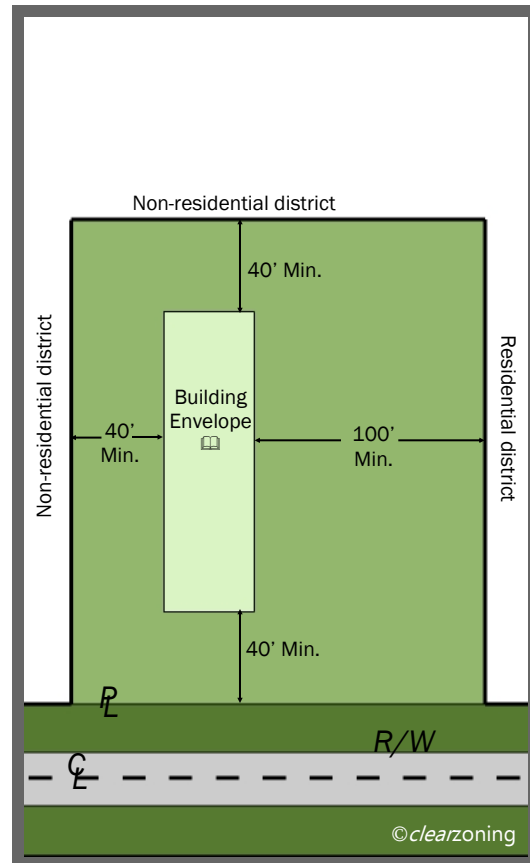 Non-residential district
40’ Min.
Non-residential district
Residential district
Building
Envelope
40’
Min.
100’
Min.
40’ Min.
PL
R/W
CL
©clearzoning